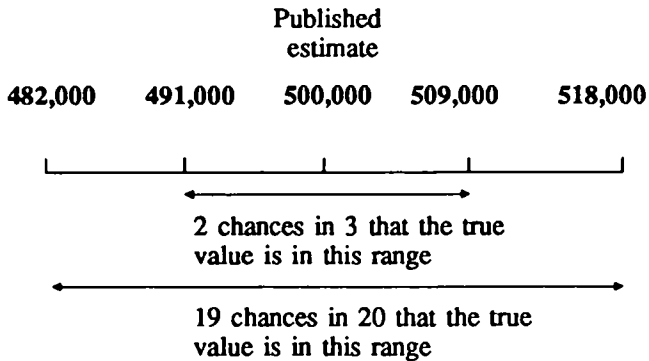 Published
estimate
482,000 491,000 500,000 509,000 518,000
2 chances in 3 that the true
value is in this range
19 chances in 20 that the true
value is in this range